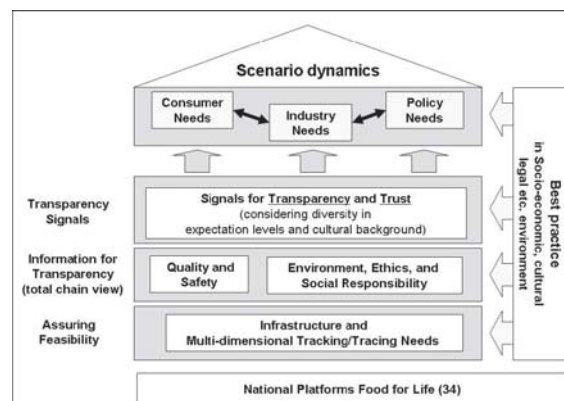 Scenario dynamics
Consumer
Needs
Industry
Needs
Policy
Needs
Transparency
Signals
Signals for Transparency and Trust
(considering diversity in
expectation levels and cultural background)
Information for
Transparency
(total chain view)
Quality and
Safety
Environment, Ethics, and
Social Responsibility
Assuring
Feasibility
Infrastructure and
Multi-dimensional Tracking/Tracing Needs
Best practice
in Socio-economic, cultural
legal etc. environment
National Platforms Food for Life (34)